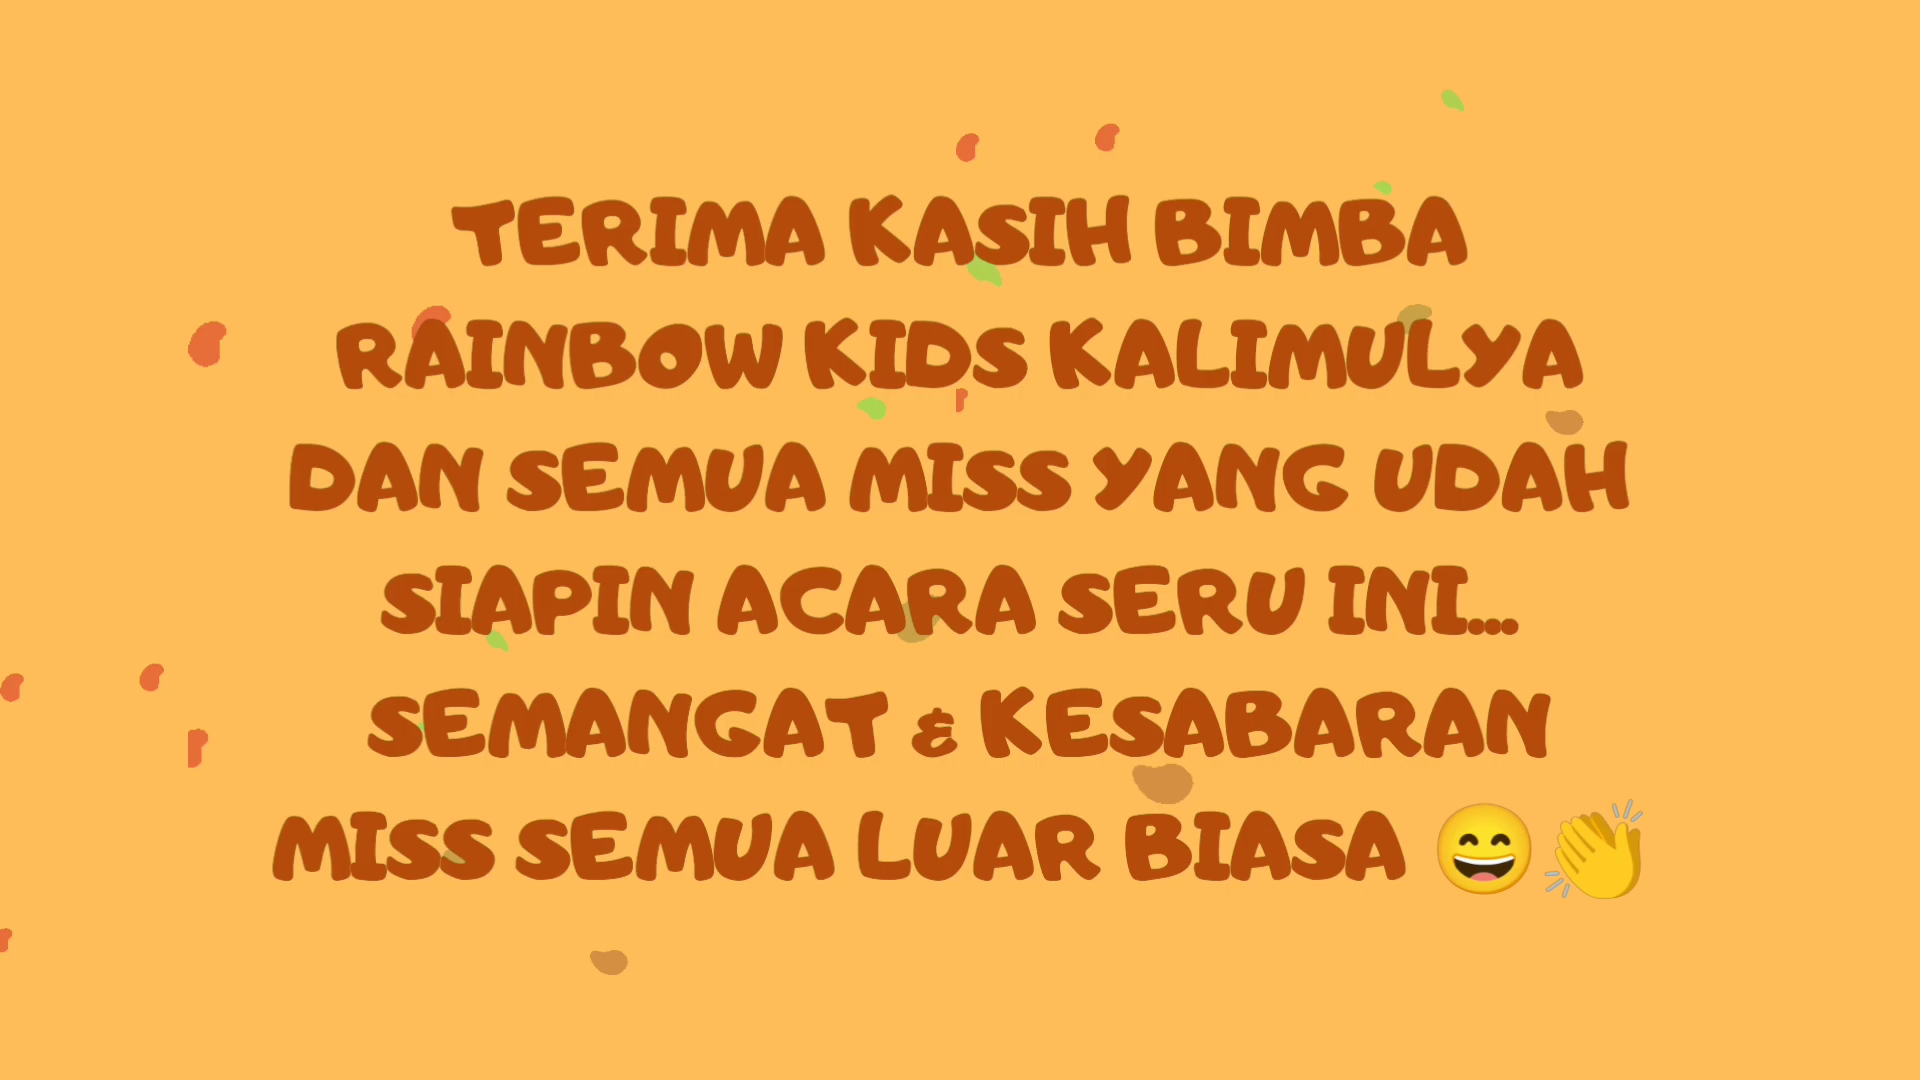 TERIMA KASIH BIMBA
RAINBOW KIDS KALIMULYA
DAN SEMUA MISS YANG UDAH
SIAPIN ACARA SERU INI...
SEMANGAT & KESABARAN
MISS SEMUA LUAR BIASA 😄👏